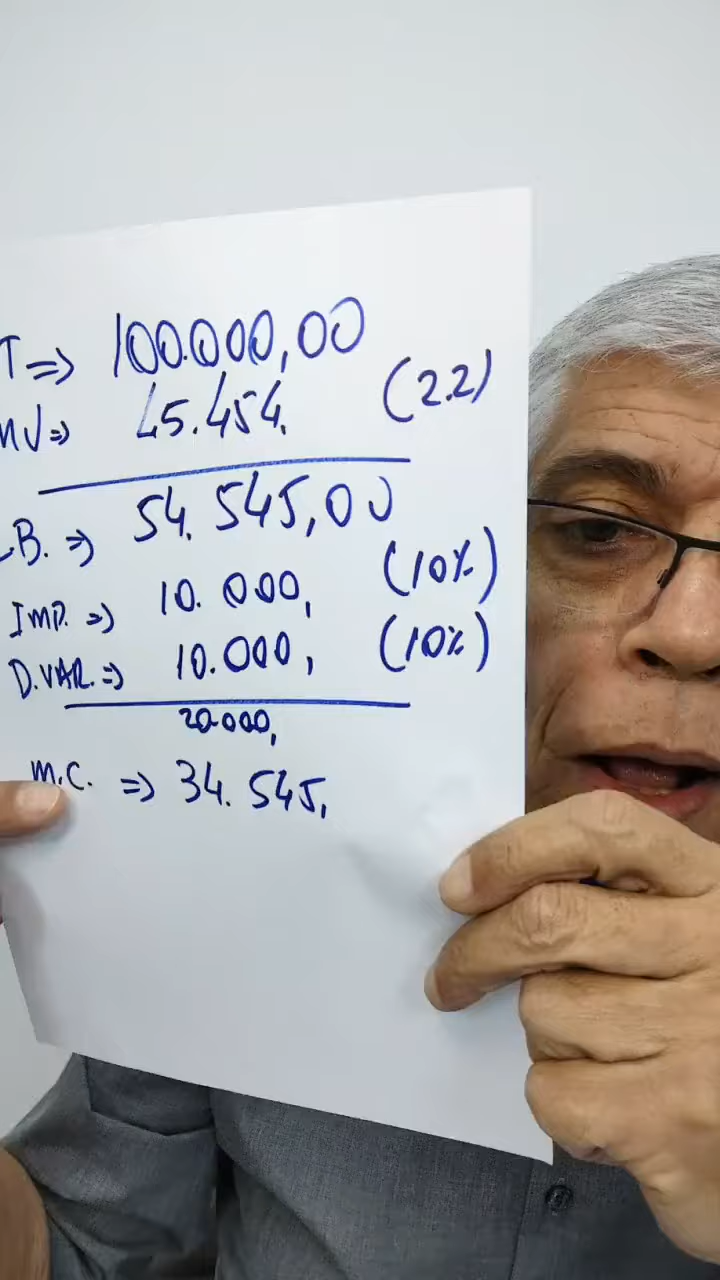 T => 100.000,00
MV => 45.454. (2.2)
L.B. => 54.545,00
IMP. => 10.000, (10%)
D.VAR. => 10.000, (10%)
20.000,
M.C. => 34.545,